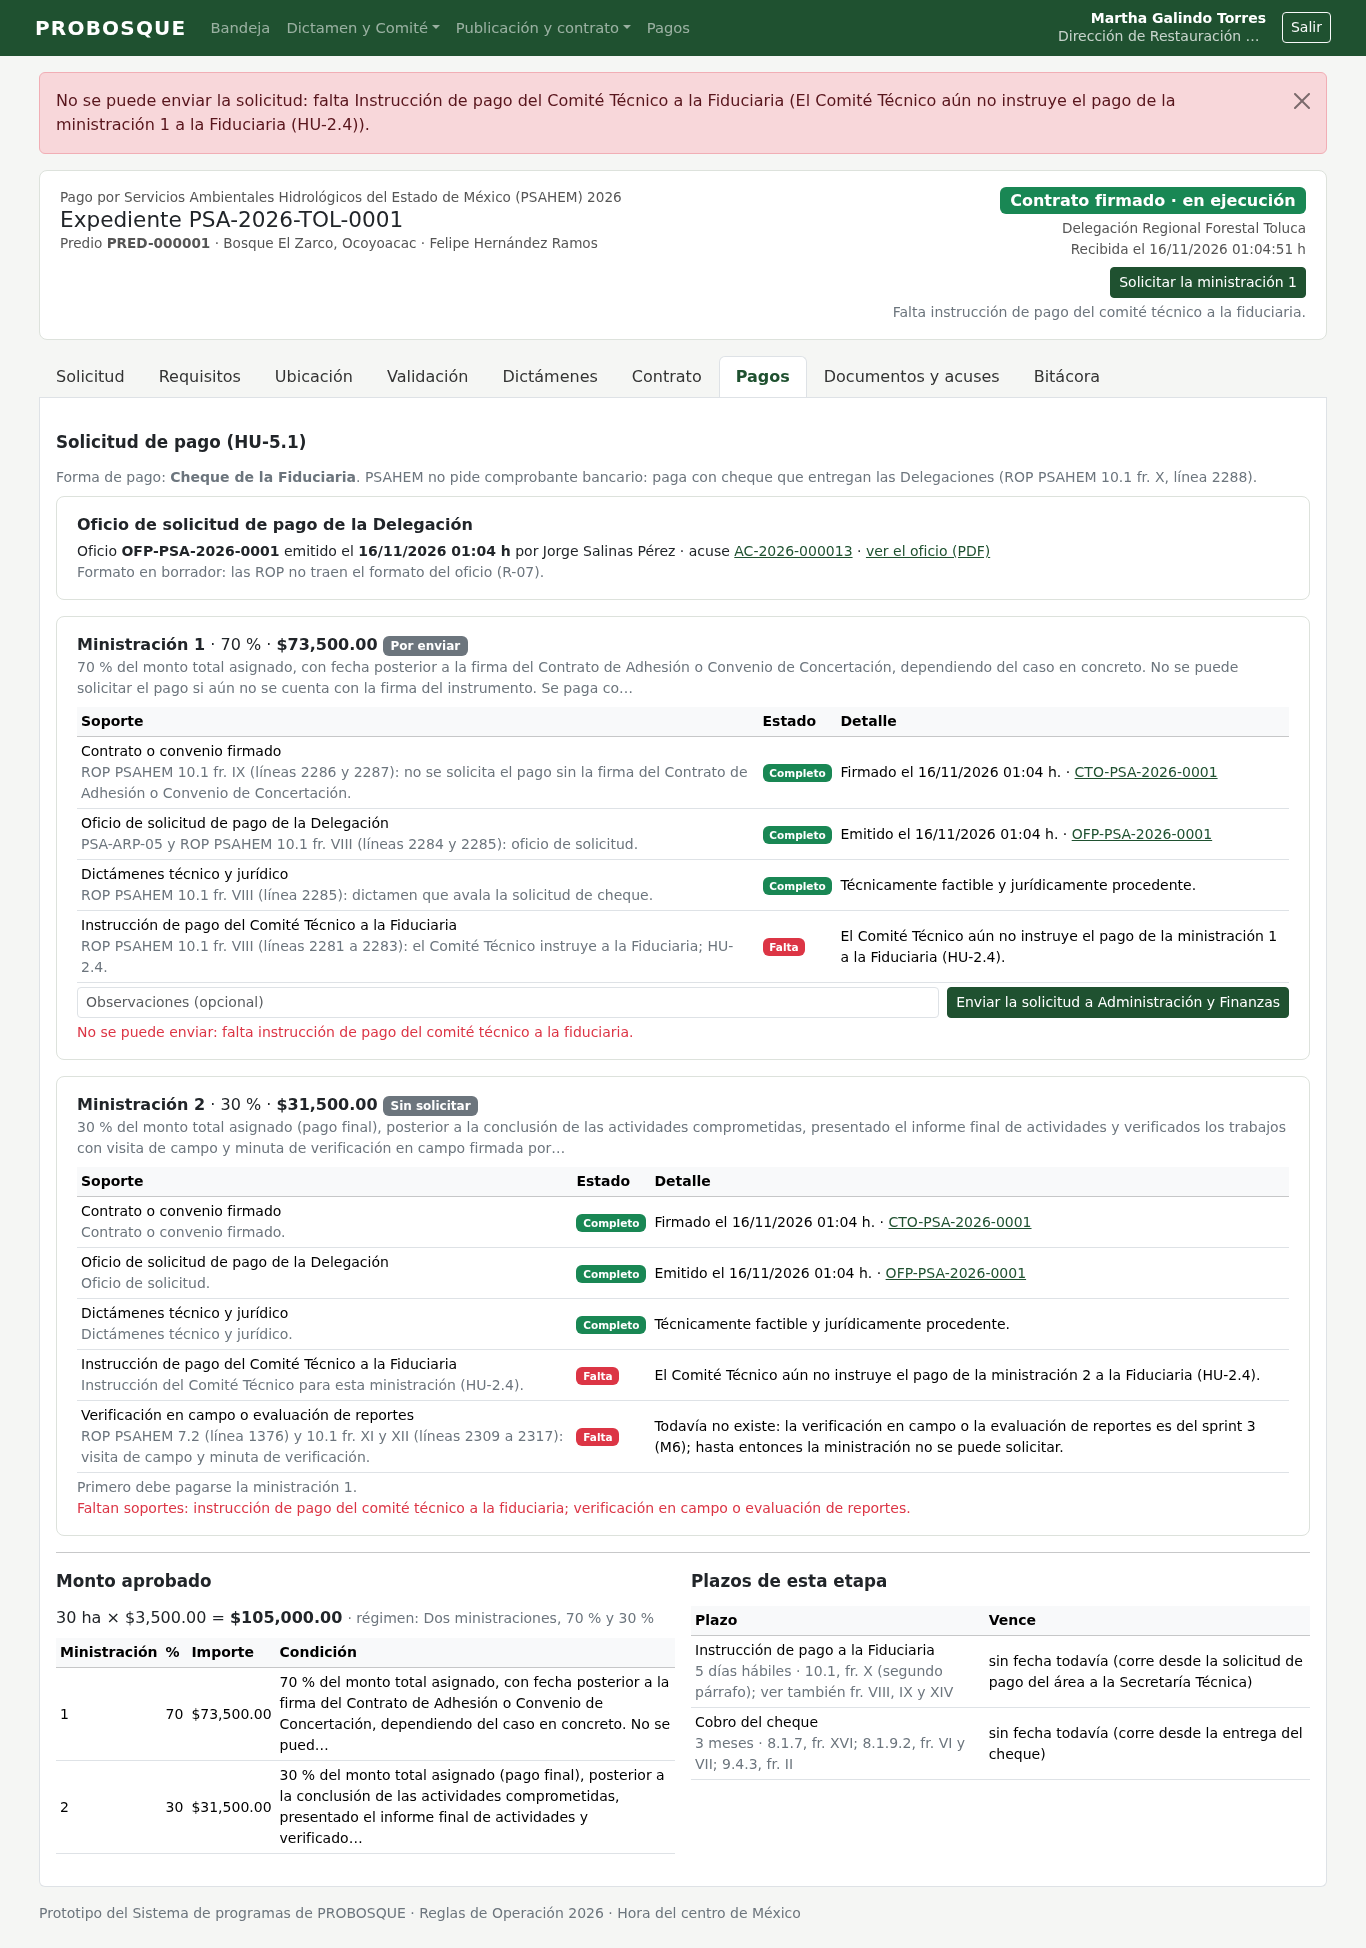 PROBOSQUE Bandeja Dictamen y Comité Publicación y contrato Pagos
Martha Galindo Torres
Dirección de Restauración …
Salir
No se puede enviar la solicitud: falta Instrucción de pago del Comité Técnico a la Fiduciaria (El Comité Técnico aún no instruye el pago de la
ministración 1 a la Fiduciaria (HU-2.4)).
Pago por Servicios Ambientales Hidrológicos del Estado de México (PSAHEM) 2026
Expediente PSA-2026-TOL-0001
Predio PRED-000001 · Bosque El Zarco, Ocoyoacac · Felipe Hernández Ramos
Contrato firmado · en ejecución
Delegación Regional Forestal Toluca
Recibida el 16/11/2026 01:04:51 h
Solicitar la ministración 1
Falta instrucción de pago del comité técnico a la fiduciaria.
Solicitud Requisitos Ubicación Validación Dictámenes Contrato Pagos Documentos y acuses Bitácora
Solicitud de pago (HU-5.1)
Forma de pago: Cheque de la Fiduciaria. PSAHEM no pide comprobante bancario: paga con cheque que entregan las Delegaciones (ROP PSAHEM 10.1 fr. X, línea 2288).
Oficio de solicitud de pago de la Delegación
Oficio OFP-PSA-2026-0001 emitido el 16/11/2026 01:04 h por Jorge Salinas Pérez · acuse AC-2026-000013 · ver el oficio (PDF)
Formato en borrador: las ROP no traen el formato del oficio (R-07).
Ministración 1 · 70 % · $73,500.00 Por enviar
70 % del monto total asignado, con fecha posterior a la firma del Contrato de Adhesión o Convenio de Concertación, dependiendo del caso en concreto. No se puede
solicitar el pago si aún no se cuenta con la firma del instrumento. Se paga co…
Soporte Estado Detalle
Contrato o convenio firmado
ROP PSAHEM 10.1 fr. IX (líneas 2286 y 2287): no se solicita el pago sin la firma del Contrato de
Adhesión o Convenio de Concertación.
Completo Firmado el 16/11/2026 01:04 h. · CTO-PSA-2026-0001
Oficio de solicitud de pago de la Delegación
PSA-ARP-05 y ROP PSAHEM 10.1 fr. VIII (líneas 2284 y 2285): oficio de solicitud.
Completo Emitido el 16/11/2026 01:04 h. · OFP-PSA-2026-0001
Dictámenes técnico y jurídico
ROP PSAHEM 10.1 fr. VIII (línea 2285): dictamen que avala la solicitud de cheque.
Completo Técnicamente factible y jurídicamente procedente.
Instrucción de pago del Comité Técnico a la Fiduciaria
ROP PSAHEM 10.1 fr. VIII (líneas 2281 a 2283): el Comité Técnico instruye a la Fiduciaria; HU-
2.4.
Falta
El Comité Técnico aún no instruye el pago de la ministración 1
a la Fiduciaria (HU-2.4).
Observaciones (opcional) Enviar la solicitud a Administración y Finanzas
No se puede enviar: falta instrucción de pago del comité técnico a la fiduciaria.
Ministración 2 · 30 % · $31,500.00 Sin solicitar
30 % del monto total asignado (pago final), posterior a la conclusión de las actividades comprometidas, presentado el informe final de actividades y verificados los trabajos
con visita de campo y minuta de verificación en campo firmada por…
Soporte Estado Detalle
Contrato o convenio firmado
Contrato o convenio firmado.
Completo Firmado el 16/11/2026 01:04 h. · CTO-PSA-2026-0001
Oficio de solicitud de pago de la Delegación
Oficio de solicitud.
Completo Emitido el 16/11/2026 01:04 h. · OFP-PSA-2026-0001
Dictámenes técnico y jurídico
Dictámenes técnico y jurídico.
Completo Técnicamente factible y jurídicamente procedente.
Instrucción de pago del Comité Técnico a la Fiduciaria
Instrucción del Comité Técnico para esta ministración (HU-2.4).
Falta El Comité Técnico aún no instruye el pago de la ministración 2 a la Fiduciaria (HU-2.4).
Verificación en campo o evaluación de reportes
ROP PSAHEM 7.2 (línea 1376) y 10.1 fr. XI y XII (líneas 2309 a 2317):
visita de campo y minuta de verificación.
Falta
Todavía no existe: la verificación en campo o la evaluación de reportes es del sprint 3
(M6); hasta entonces la ministración no se puede solicitar.
Primero debe pagarse la ministración 1.
Faltan soportes: instrucción de pago del comité técnico a la fiduciaria; verificación en campo o evaluación de reportes.
Monto aprobado
30 ha × $3,500.00 = $105,000.00 · régimen: Dos ministraciones, 70 % y 30 %
Ministración % Importe Condición
1 70 $73,500.00
70 % del monto total asignado, con fecha posterior a la
firma del Contrato de Adhesión o Convenio de
Concertación, dependiendo del caso en concreto. No se
pued…
2 30 $31,500.00
30 % del monto total asignado (pago final), posterior a
la conclusión de las actividades comprometidas,
presentado el informe final de actividades y
verificado…
Plazos de esta etapa
Plazo Vence
Instrucción de pago a la Fiduciaria
5 días hábiles · 10.1, fr. X (segundo
párrafo); ver también fr. VIII, IX y XIV
sin fecha todavía (corre desde la solicitud de
pago del área a la Secretaría Técnica)
Cobro del cheque
3 meses · 8.1.7, fr. XVI; 8.1.9.2, fr. VI y
VII; 9.4.3, fr. II
sin fecha todavía (corre desde la entrega del
cheque)
Prototipo del Sistema de programas de PROBOSQUE · Reglas de Operación 2026 · Hora del centro de México